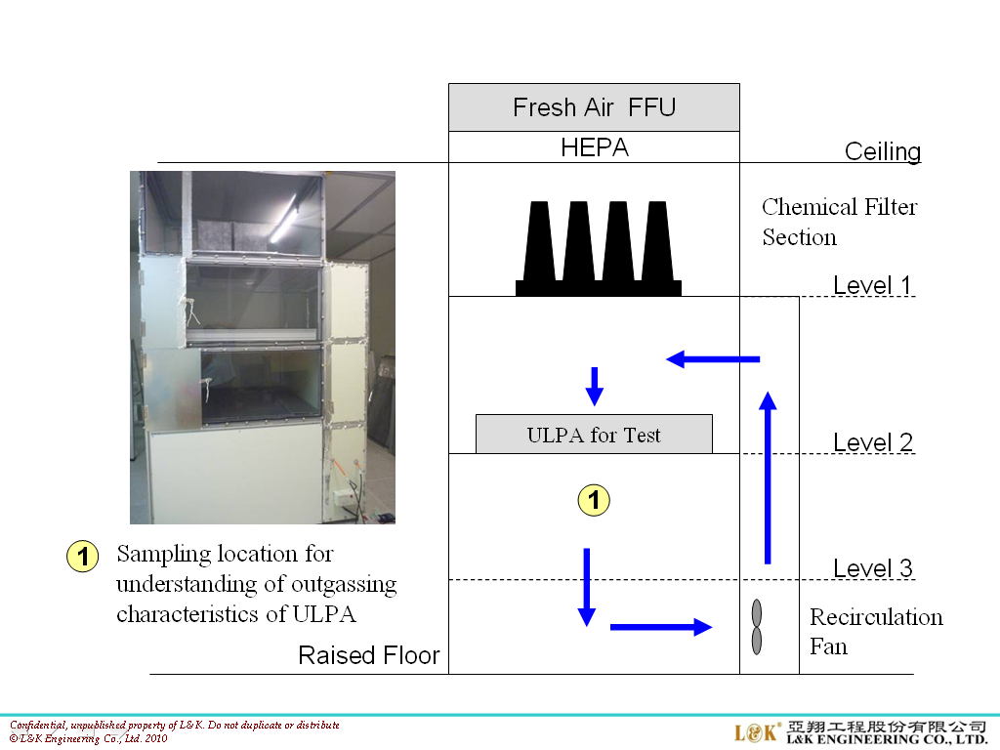 Fresh Air FFU
HEPA
Ceiling
Chemical Filter
Section
Level 1
ULPA for Test
Level 2
1
1 Sampling location for
understanding of outgassing
characteristics of ULPA
Level 3
Recirculation
Fan
Raised Floor
Confidential, unpublished property of L&K. Do not duplicate or distribute
© L&K Engineering Co., Ltd. 2010
L&K® 亞翔工程股份有限公司
L&K ENGINEERING CO., LTD.